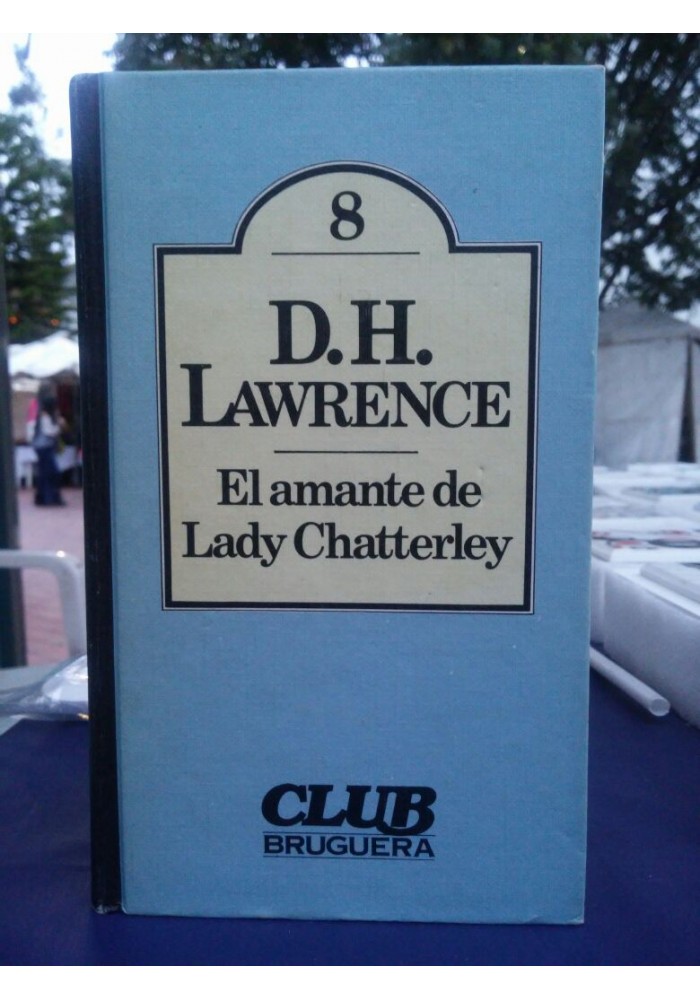 8
D.H.
LAWRENCE
El amante de
Lady Chatterley
CLUB
BRUGUERA